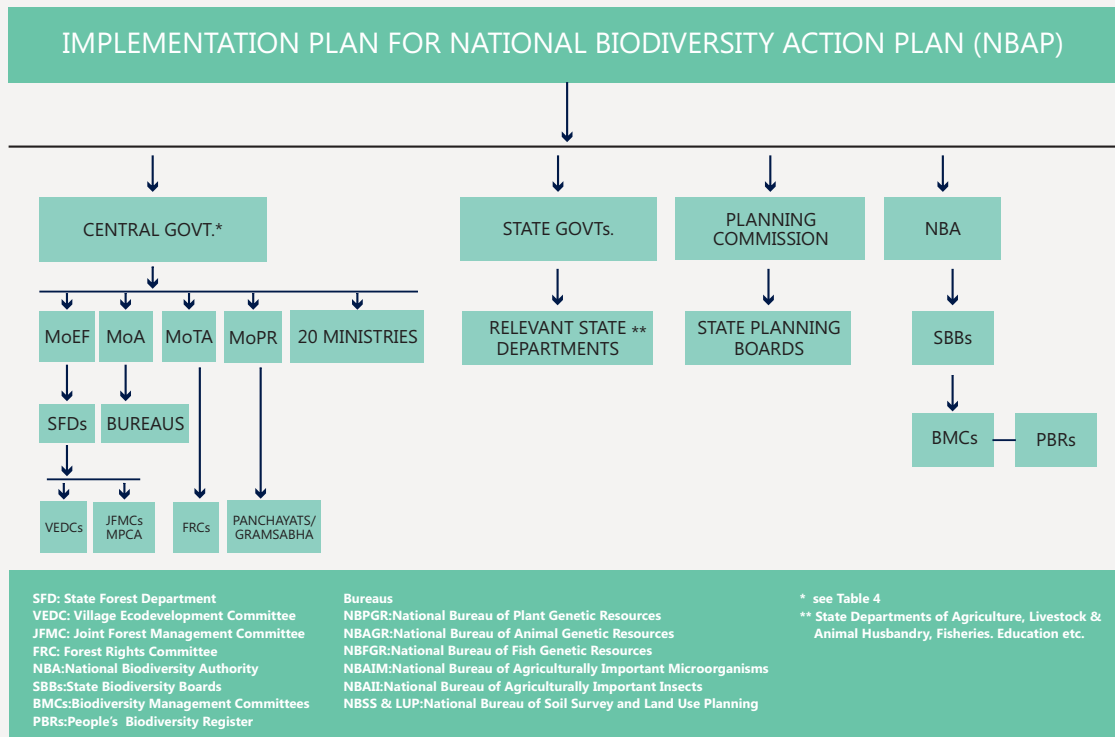 IMPLEMENTATION PLAN FOR NATIONAL BIODIVERSITY ACTION PLAN (NBAP)
CENTRAL GOVT.*
STATE GOVTs.
PLANNING
COMMISSION
NBA
MoEF
MoA
MoTA
MoPR
20 MINISTRIES
RELEVANT STATE **
DEPARTMENTS
STATE PLANNING
BOARDS
SBBs
SFDs
BUREAUS
BMCs
PBRs
VEDCs
JFMCs
MPCA
FRCs
PANCHAYATS/
GRAMSABHA
SFD: State Forest Department
VEDC: Village Ecodevelopment Committee
JFMC: Joint Forest Management Committee
FRC: Forest Rights Committee
NBA:National Biodiversity Authority
SBBs:State Biodiversity Boards
BMCs:Biodiversity Management Committees
PBRs:People's  Biodiversity Register
Bureaus
NBPGR:National Bureau of Plant Genetic Resources
NBAGR:National Bureau of Animal Genetic Resources
NBFGR:National Bureau of Fish Genetic Resources
NBAIM:National Bureau of Agriculturally Important Microorganisms
NBAII:National Bureau of Agriculturally Important Insects
NBSS & LUP:National Bureau of Soil Survey and Land Use Planning
* see Table 4
** State Departments of Agriculture, Livestock &
Animal Husbandry, Fisheries. Education etc.